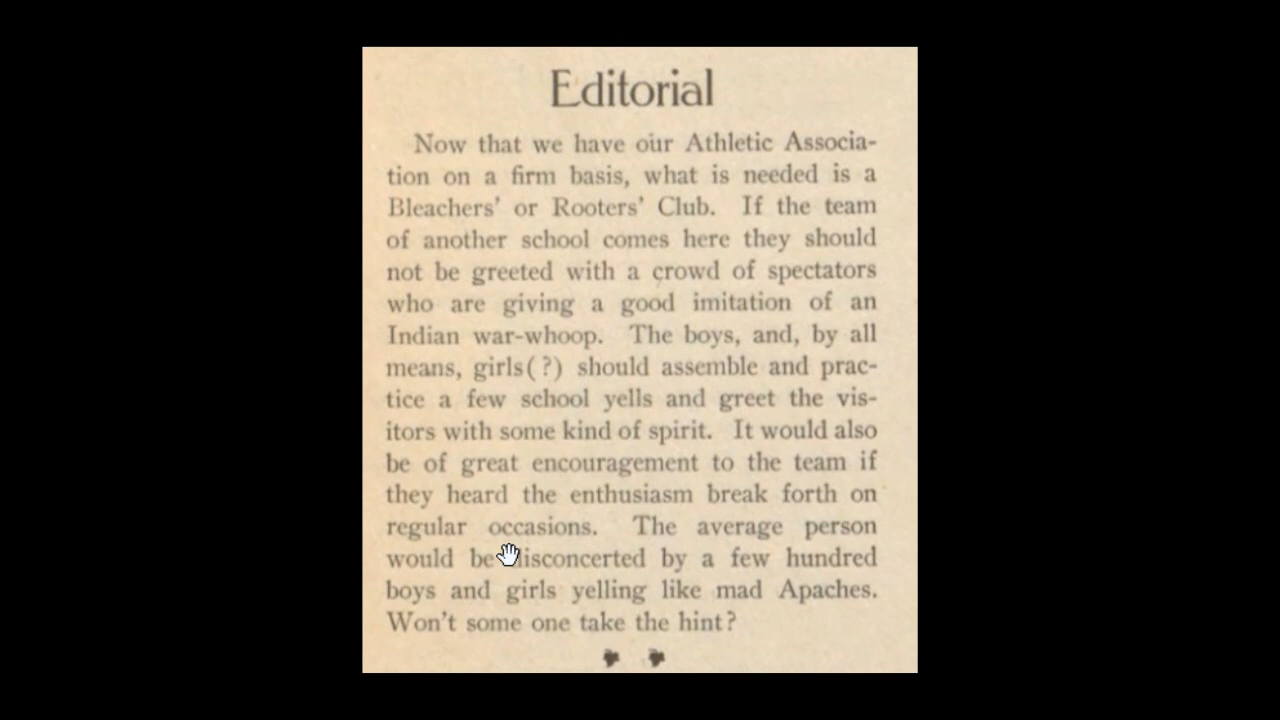 Editorial
Now that we have our Athletic Associa-
tion on a firm basis, what is needed is a
Bleachers' or Rooters' Club. If the team
of another school comes here they should
not be greeted with a crowd of spectators
who are giving a good imitation of an
Indian war-whoop. The boys, and, by all
means, girls(?) should assemble and prac-
tice a few school yells and greet the vis-
itors with some kind of spirit. It would also
be of great encouragement to the team if
they heard the enthusiasm break forth on
regular occasions. The average person
would be disconcerted by a few hundred
boys and girls yelling like mad Apaches.
Won't some one take the hint?